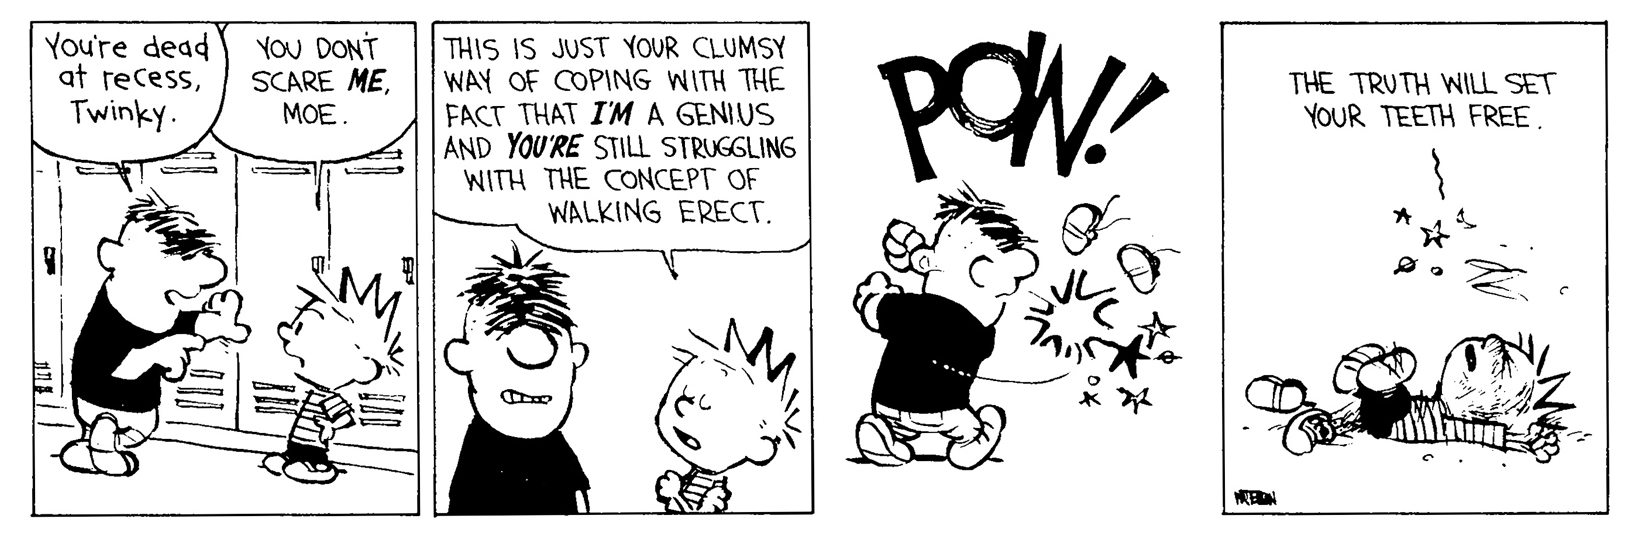 You're dead
at recess,
Twinky.
YOU DON'T
SCARE ME,
MOE.
THIS IS JUST YOUR CLUMSY
WAY OF COPING WITH THE
FACT THAT I'M A GENIUS
AND YOU'RE STILL STRUGGLING
WITH THE CONCEPT OF
WALKING ERECT.
POW!
THE TRUTH WILL SET
YOUR TEETH FREE.